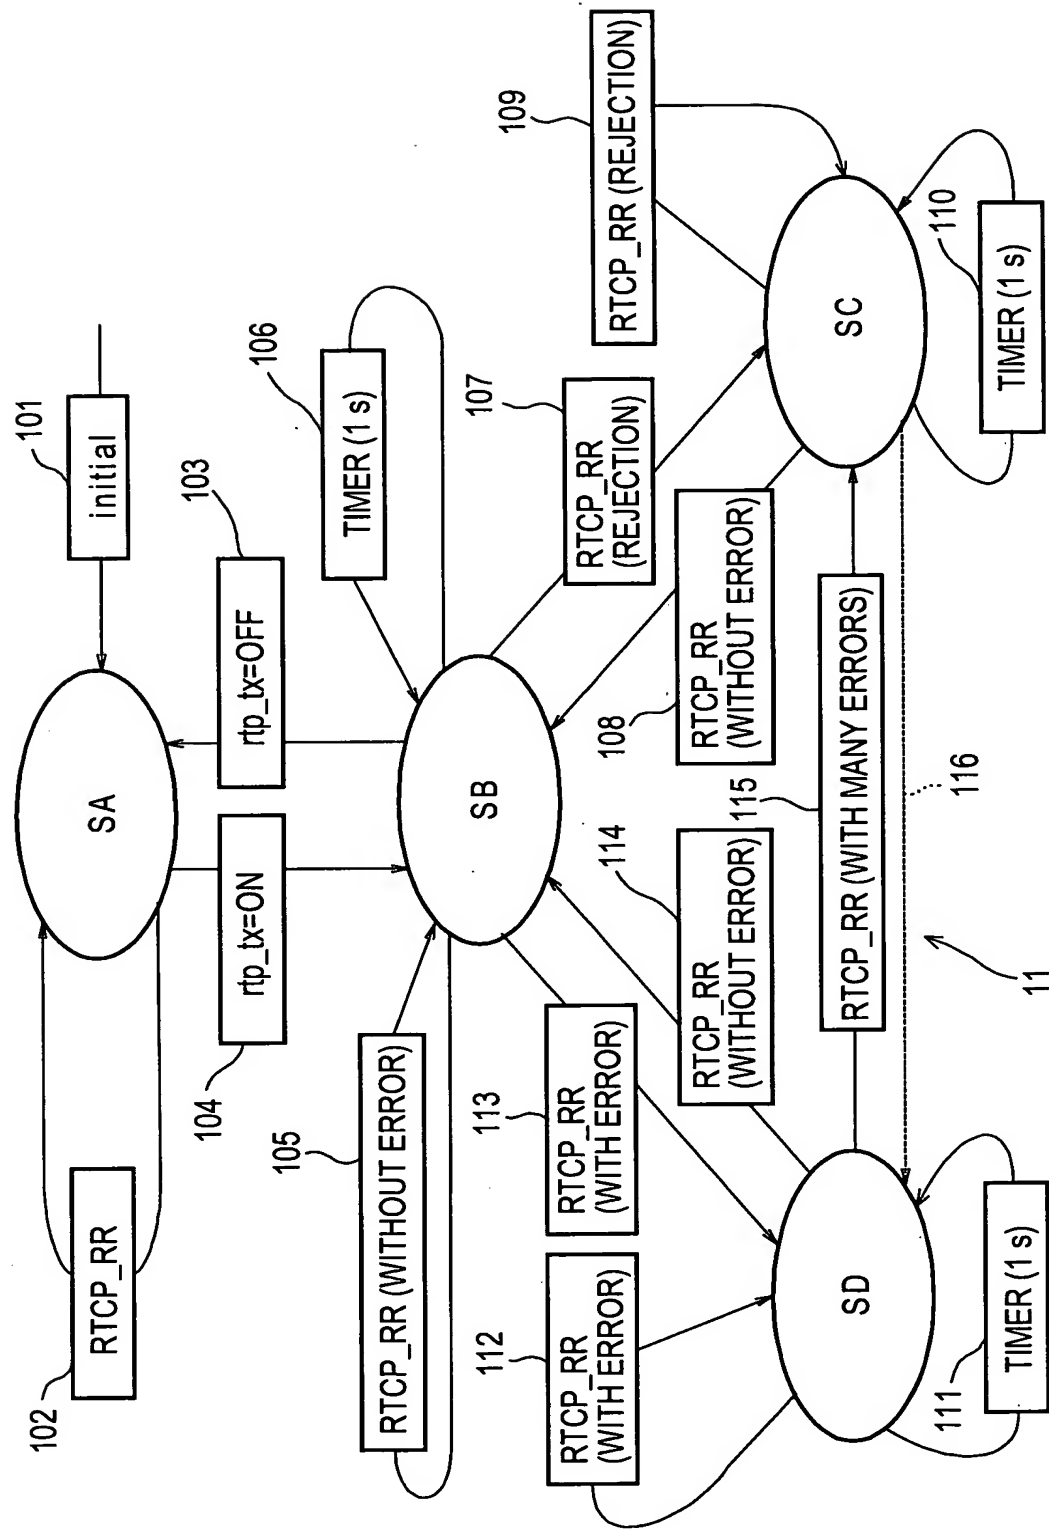 101
initial
SA
102
RTCP_RR
103
rtp_tx=OFF
104
rtp_tx=ON
105
RTCP_RR (WITHOUT ERROR)
106
TIMER (1 s)
SB
107
RTCP_RR
(REJECTION)
108
RTCP_RR
(WITHOUT ERROR)
109
RTCP_RR (REJECTION)
SC
110
TIMER (1 s)
111
TIMER (1 s)
SD
112
RTCP_RR
(WITH ERROR)
113
RTCP_RR
(WITH ERROR)
114
RTCP_RR
(WITHOUT ERROR)
115
RTCP_RR (WITH MANY ERRORS)
116
11